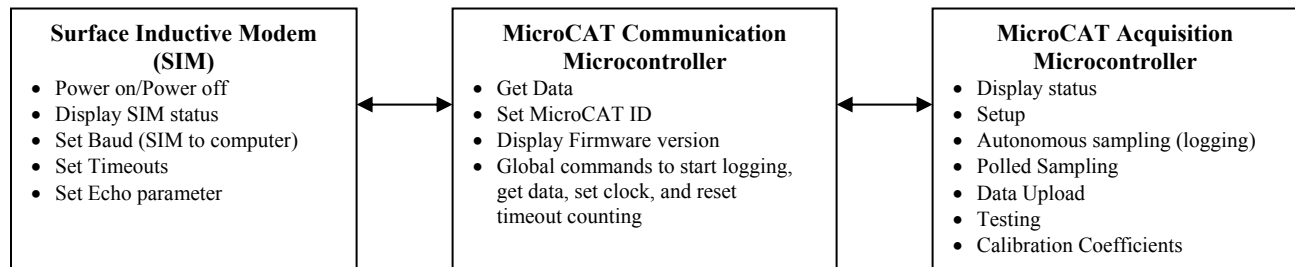 Surface Inductive Modem
(SIM)
• Power on/Power off
• Display SIM status
• Set Baud (SIM to computer)
• Set Timeouts
• Set Echo parameter
MicroCAT Communication
Microcontroller
• Get Data
• Set MicroCAT ID
• Display Firmware version
• Global commands to start logging,
get data, set clock, and reset
timeout counting
MicroCAT Acquisition
Microcontroller
• Display status
• Setup
• Autonomous sampling (logging)
• Polled Sampling
• Data Upload
• Testing
• Calibration Coefficients